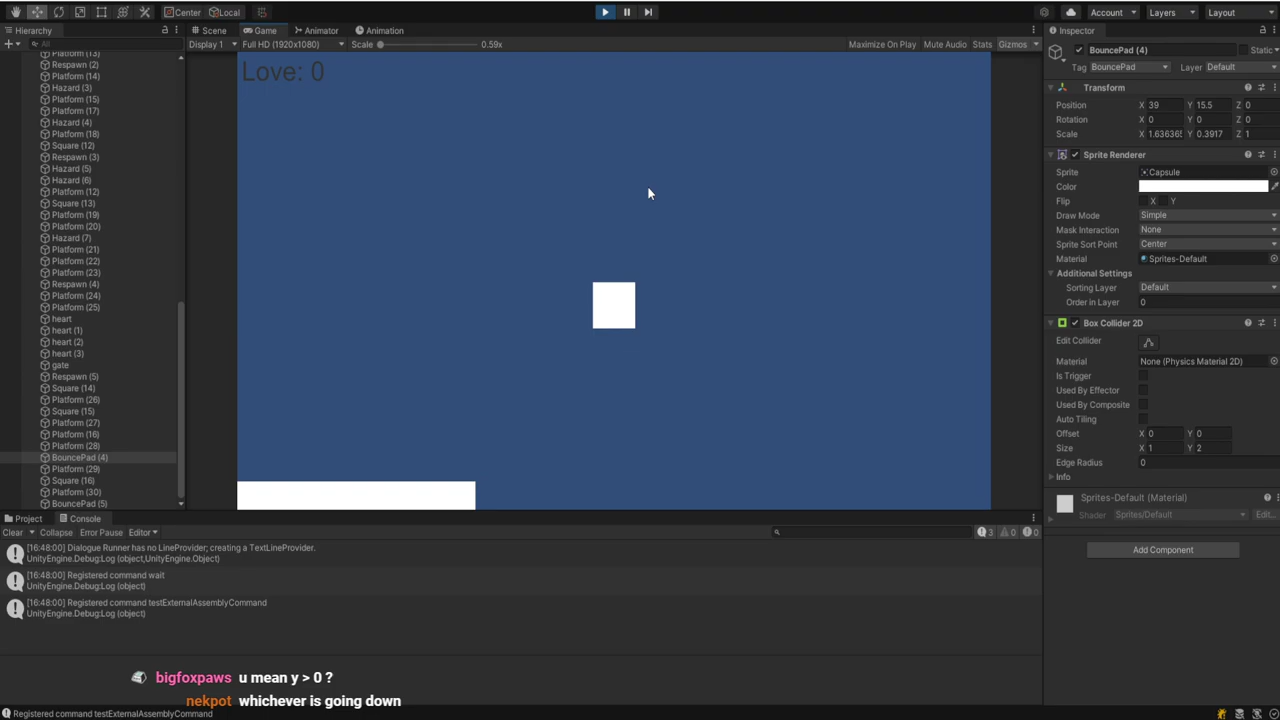 Center
Local
Account
Layers
Layout
Hierarchy
Scene
Game
Animator
Animation
Inspector
All
Display 1
Full HD (1920x1080)
Scale
0.59x
Maximize On Play
Mute Audio
Stats
Gizmos
BouncePad (4)
Static
Tag BouncePad
Layer Default
Platform (13)
Respawn (2)
Platform (14)
Hazard (3)
Platform (15)
Platform (17)
Hazard (4)
Platform (18)
Square (12)
Respawn (3)
Hazard (5)
Hazard (6)
Platform (12)
Square (13)
Platform (19)
Platform (20)
Hazard (7)
Platform (21)
Platform (22)
Platform (23)
Respawn (4)
Platform (24)
Platform (25)
heart
heart (1)
heart (2)
heart (3)
gate
Respawn (5)
Square (14)
Platform (26)
Square (15)
Platform (27)
Platform (16)
Platform (28)
BouncePad (4)
Platform (29)
Square (16)
Platform (30)
BouncePad (5)
Love: 0
Transform
Position X 39 Y 15.5 Z 0
Rotation X 0 Y 0 Z 0
Scale X 1.636365 Y 0.3917 Z 1
Sprite Renderer
Sprite Capsule
Color
Flip X Y
Draw Mode Simple
Mask Interaction None
Sprite Sort Point Center
Material Sprites-Default
Additional Settings
Sorting Layer Default
Order in Layer 0
Box Collider 2D
Edit Collider
Material None (Physics Material 2D)
Is Trigger
Used By Effector
Used By Composite
Auto Tiling
Offset X 0 Y 0
Size X 1 Y 2
Edge Radius 0
Info
Sprites-Default (Material)
Shader Sprites/Default Edit...
Add Component
Project
Console
Clear
Collapse
Error Pause
Editor
3
0
0
[16:48:00] Dialogue Runner has no LineProvider; creating a TextLineProvider.
UnityEngine.Debug:Log (object,UnityEngine.Object)
[16:48:00] Registered command wait
UnityEngine.Debug:Log (object)
[16:48:00] Registered command testExternalAssemblyCommand
UnityEngine.Debug:Log (object)
bigfoxpaws u mean y > 0 ?
nekpot whichever is going down
Registered command testExternalAssemblyCommand